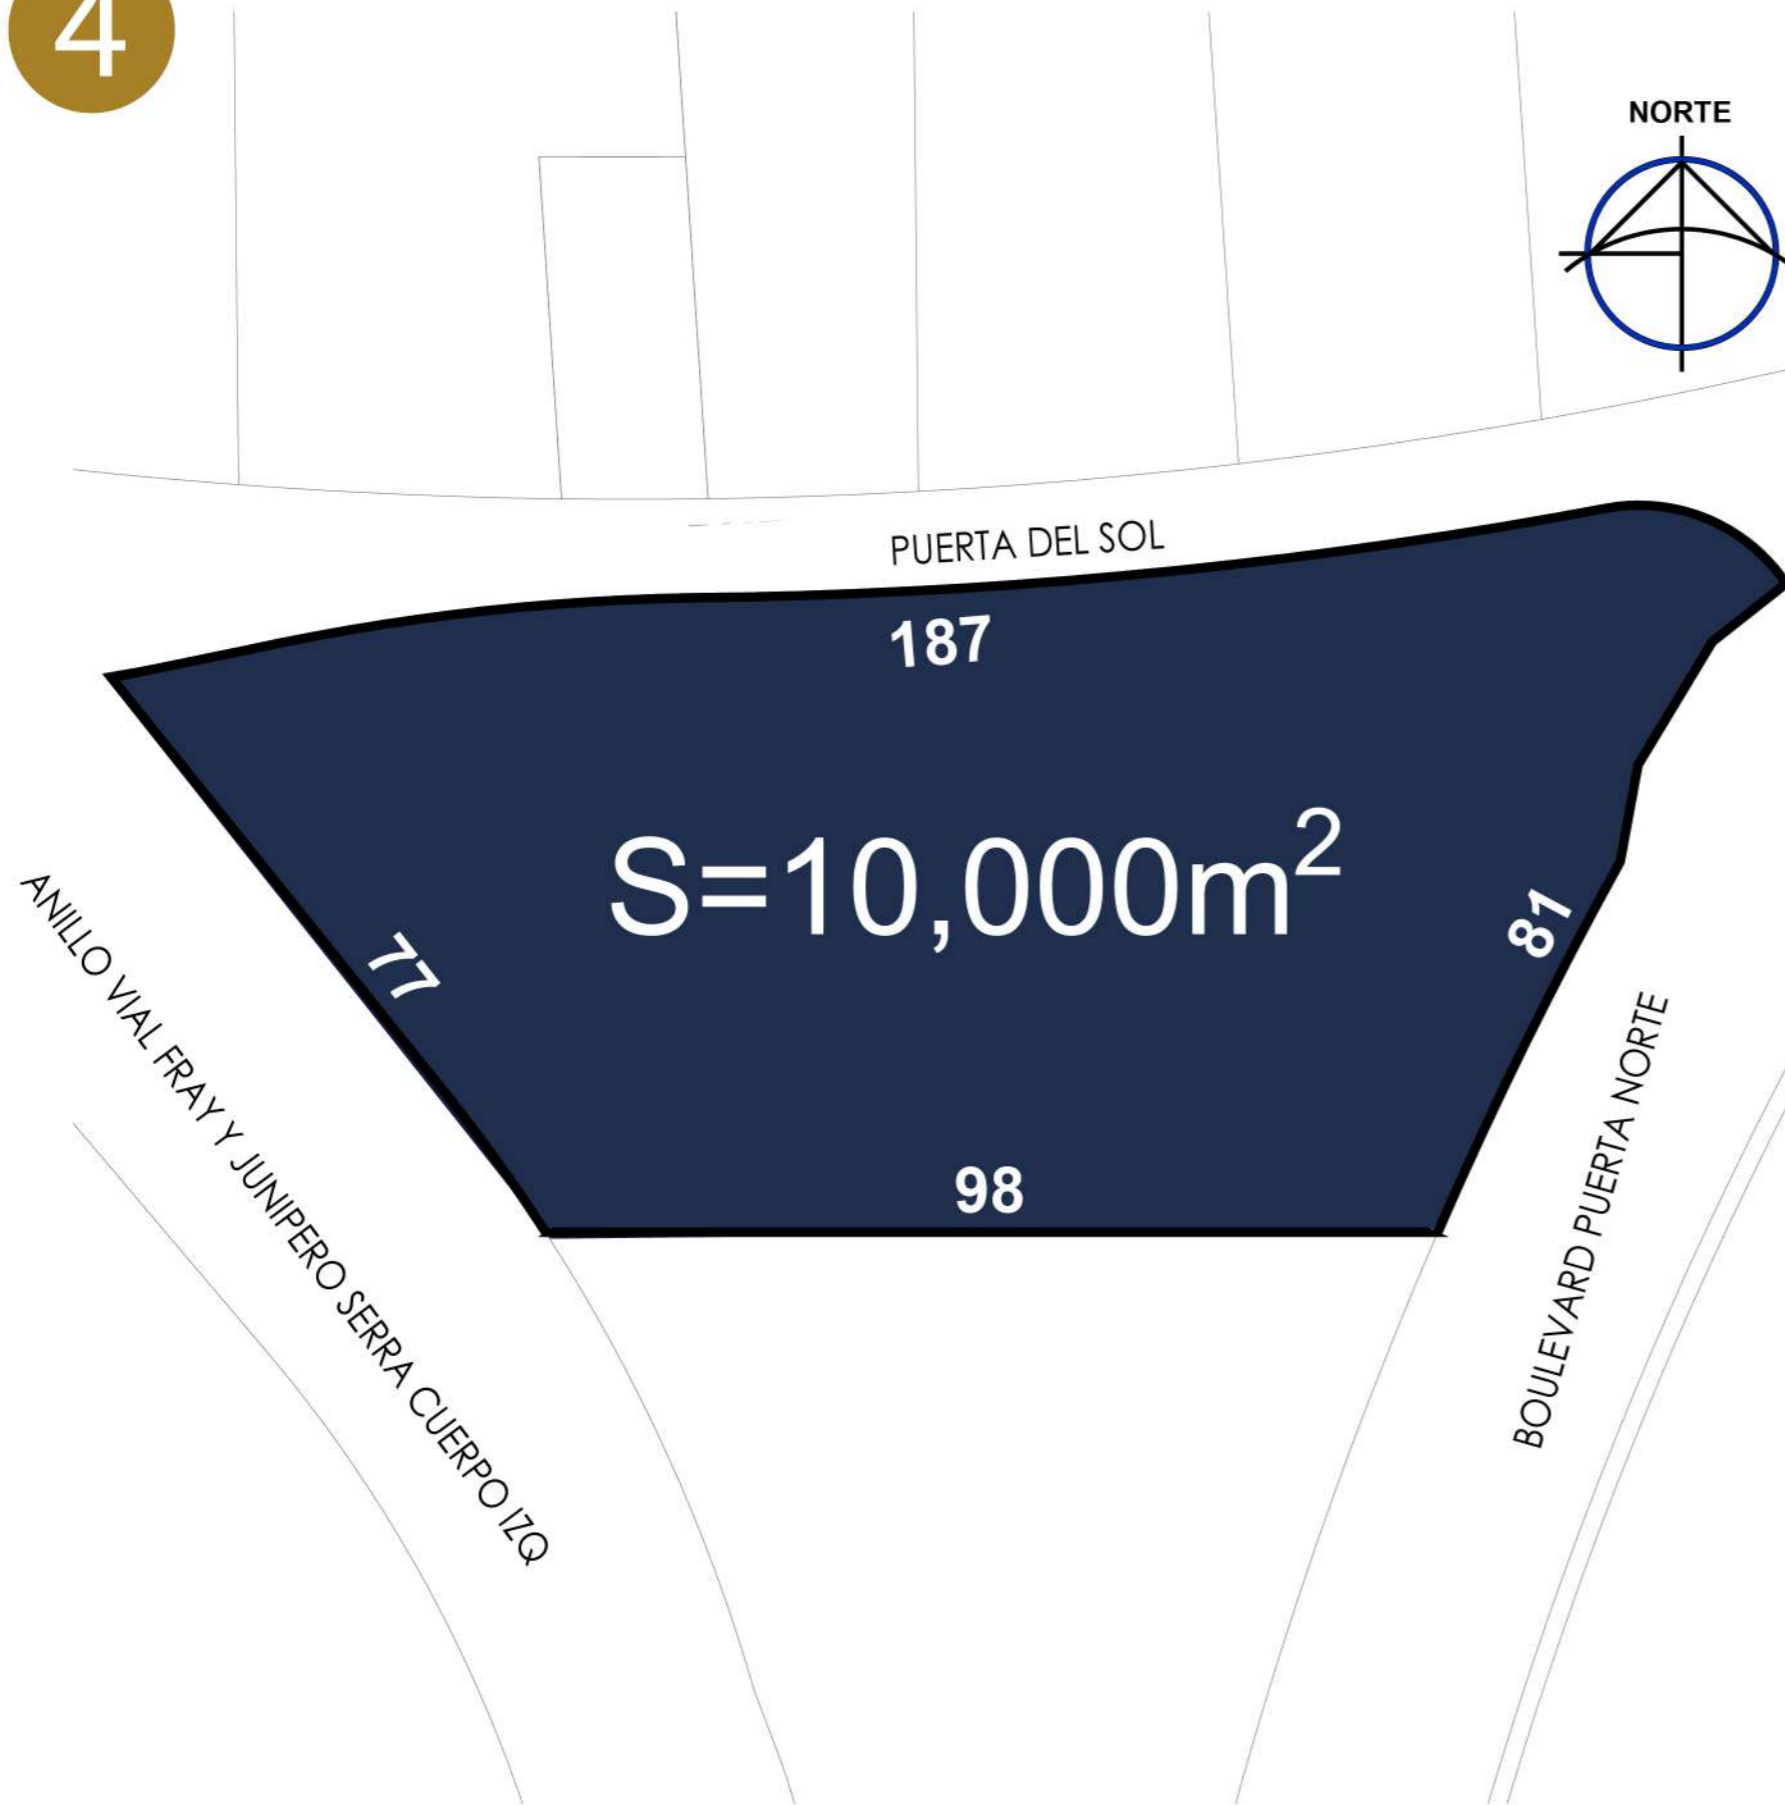 4
NORTE
PUERTA DEL SOL
187
S=10,000m²
77
81
98
ANILLO VIAL FRAY Y JUNIPERO SERRA CUERPO IZQ
BOULEVARD PUERTA NORTE